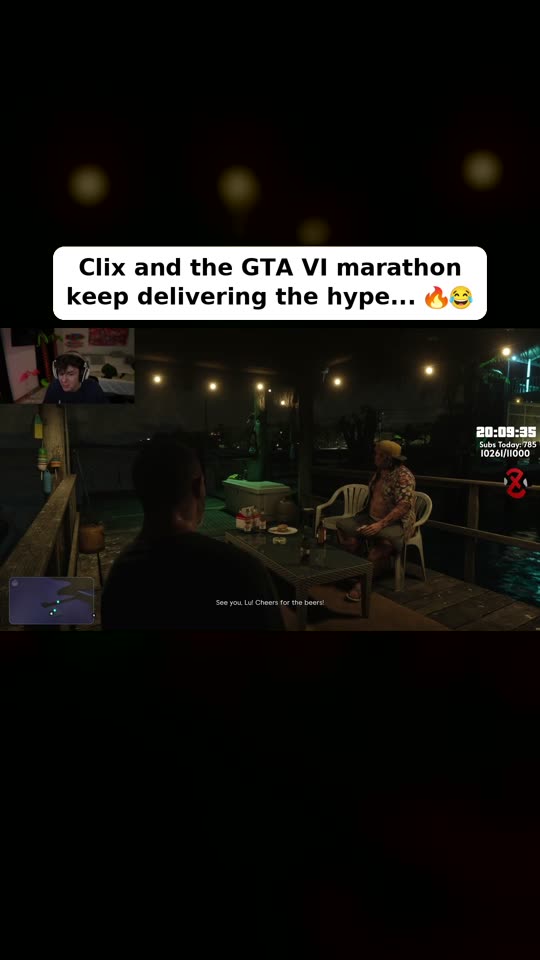 Clix and the GTA VI marathon
keep delivering the hype... 🔥😂
20:09:35
Subs Today: 785
10261/11000
See you, Lu! Cheers for the beers!